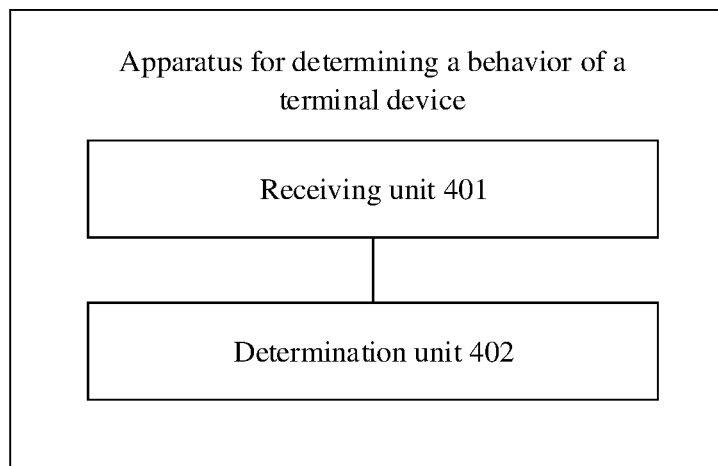 Apparatus for determining a behavior of a
terminal device
Receiving unit 401
Determination unit 402